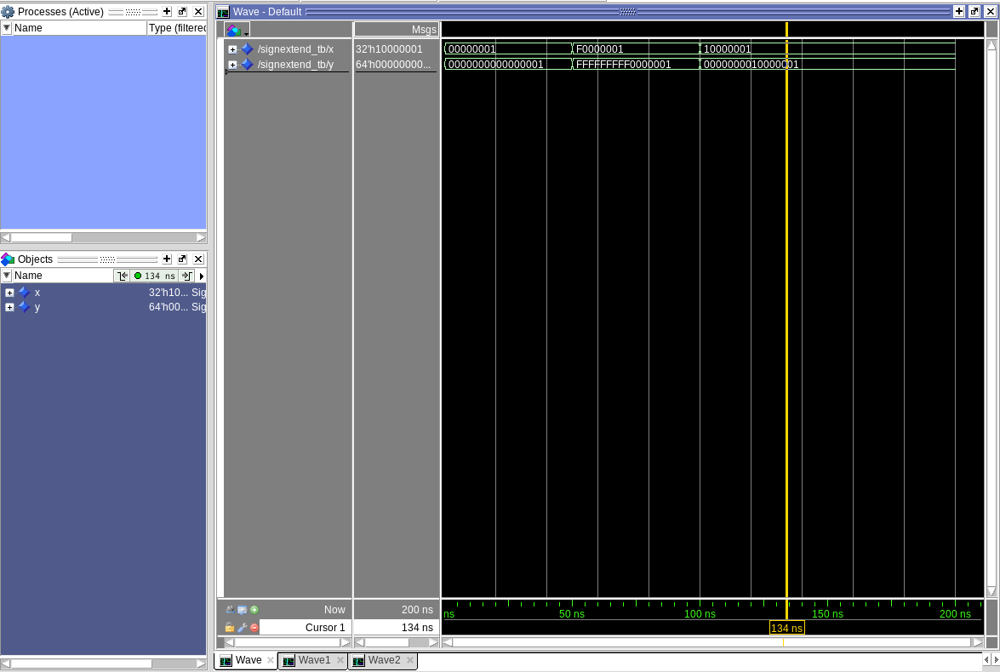 Processes (Active)
Name Type (filtered
Objects
Name 134 ns
x 32'h10... Sig
y 64'h00... Sig
Wave - Default
Msgs
/signextend_tb/x 32'h10000001 00000001 F0000001 10000001
/signextend_tb/y 64'h00000000... 0000000000000001 FFFFFFFFF0000001 0000000010000001
Now 200 ns ns 50 ns 100 ns 150 ns 200 ns
Cursor 1 134 ns 134 ns
Wave Wave1 Wave2